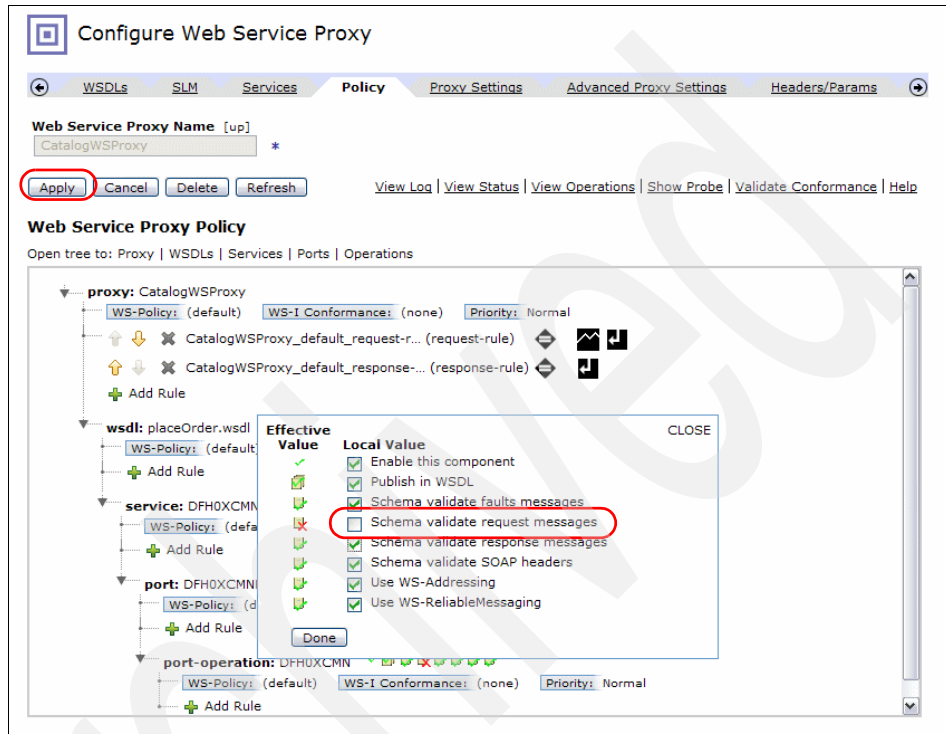 Configure Web Service Proxy
WSDLs SLM Services Policy Proxy Settings Advanced Proxy Settings Headers/Params
Web Service Proxy Name [up]
CatalogWSProxy *
Apply Cancel Delete Refresh View Log | View Status | View Operations | Show Probe | Validate Conformance | Help
Web Service Proxy Policy
Open tree to: Proxy | WSDLs | Services | Ports | Operations
proxy: CatalogWSProxy
WS-Policy: (default) WS-I Conformance: (none) Priority: Normal
CatalogWSProxy_default_request-r... (request-rule)
CatalogWSProxy_default_response-... (response-rule)
Add Rule
wsdl: placeOrder.wsdl
WS-Policy: (default)
Add Rule
service: DFH0XCMN
WS-Policy: (defa
Add Rule
port: DFH0XCMN
WS-Policy: (d
Add Rule
Effective Value Local Value CLOSE
Enable this component
Publish in WSDL
Schema validate faults messages
Schema validate request messages
Schema validate response messages
Schema validate SOAP headers
Use WS-Addressing
Use WS-ReliableMessaging
Done
port-operation: DFH0XCMN
WS-Policy: (default) WS-I Conformance: (none) Priority: Normal
Add Rule